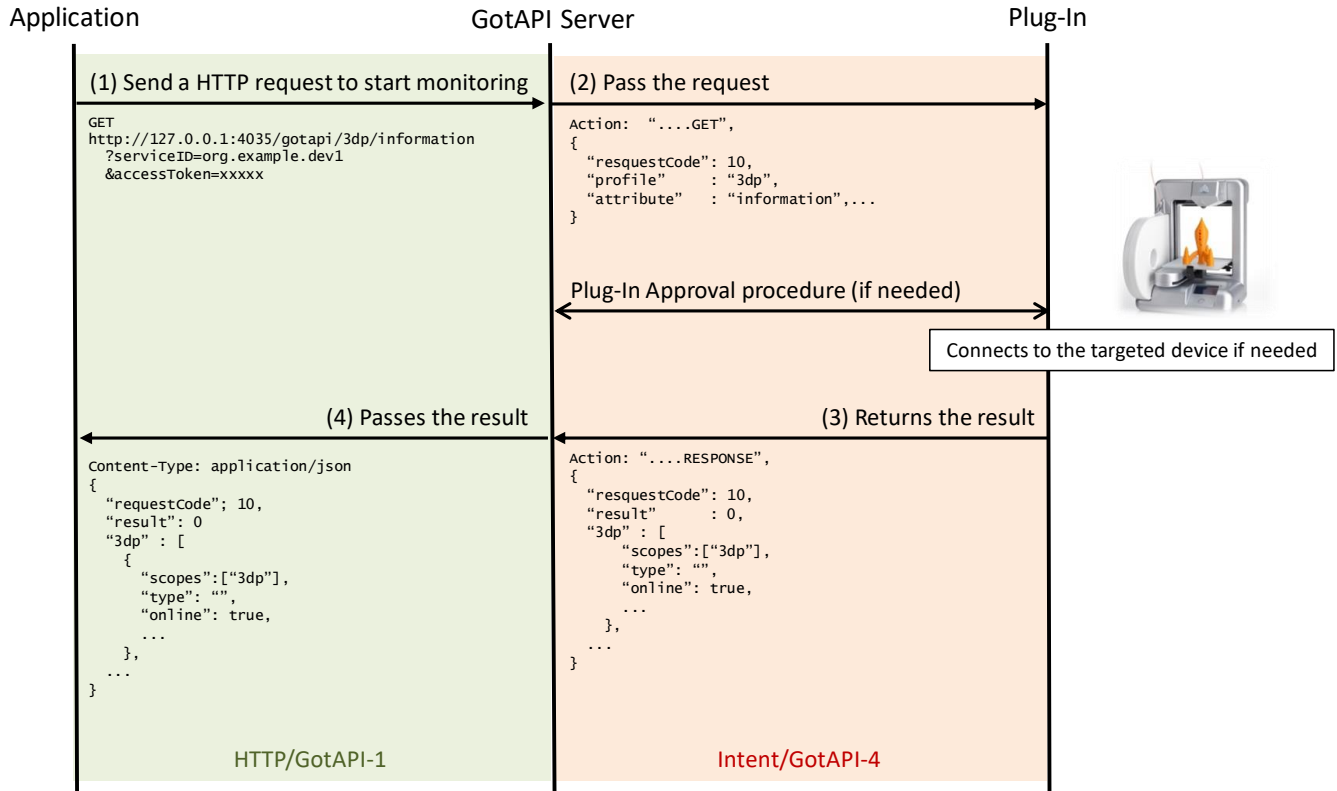 Application
GotAPI Server
Plug-In
(1) Send a HTTP request to start monitoring
(2) Pass the request
GET
http://127.0.0.1:4035/gotapi/3dp/information
?serviceID=org.example.dev1
&accessToken=xxxxx
Action:  “....GET”,
{
“resquestCode”: 10,
“profile”     : “3dp”,
“attribute”   : “information”,...
}
Plug-In Approval procedure (if needed)
Connects to the targeted device if needed
(4) Passes the result
(3) Returns the result
Content-Type: application/json
{
“requestCode”; 10,
“result”: 0
“3dp” : [
{
“scopes”:[“3dp”],
“type”: “”,
“online”: true,
...
},
...
}
Action: “....RESPONSE”,
{
“resquestCode”: 10,
“result”      : 0,
“3dp” : [
“scopes”:[“3dp”],
“type”: “”,
“online”: true,
...
},
...
}
HTTP/GotAPI-1
Intent/GotAPI-4